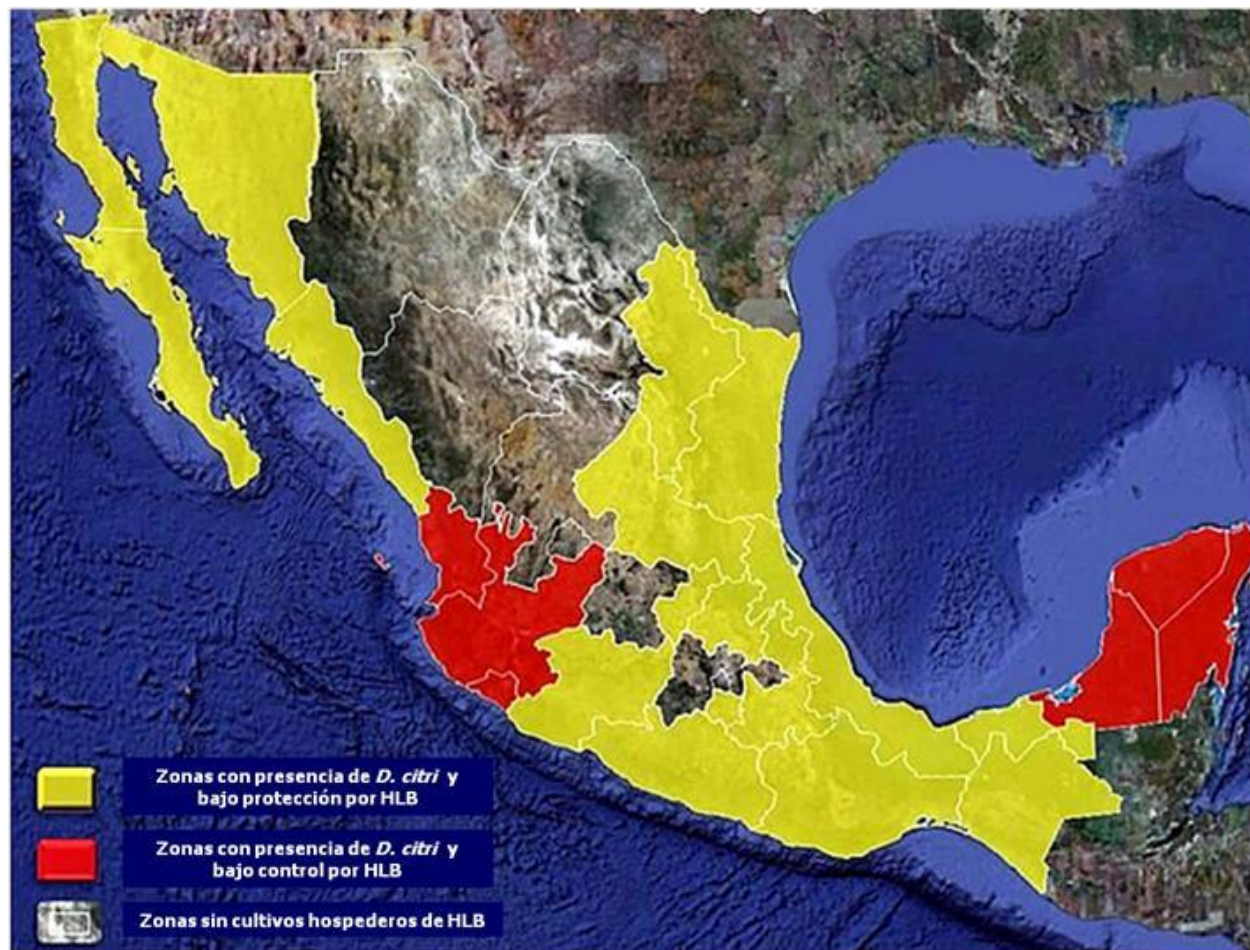 Zonas con presencia de D. citri y
bajo protección por HLB
Zonas con presencia de D. citri y
bajo control por HLB
Zonas sin cultivos hospederos de HLB